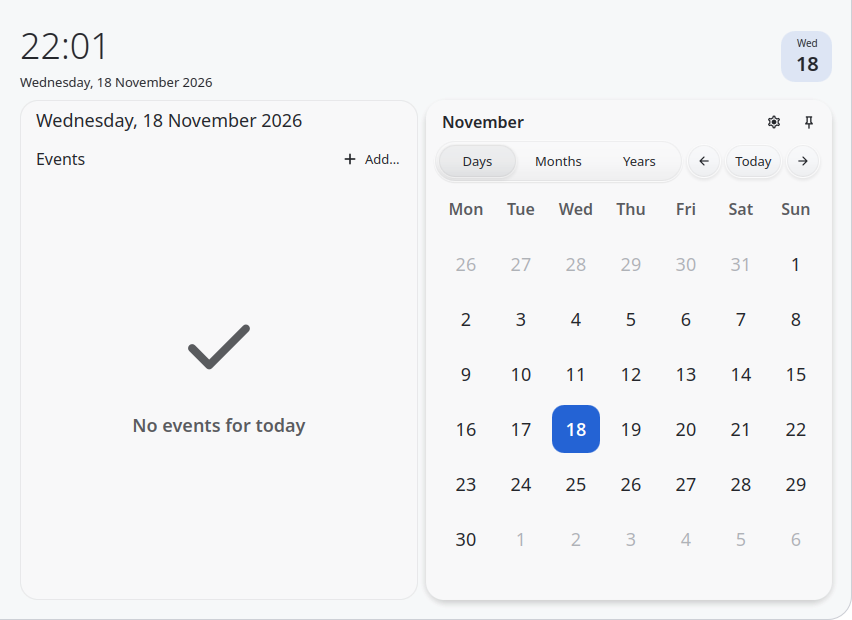 22:01
Wednesday, 18 November 2026
Wed
18
Wednesday, 18 November 2026
Events
Add...
No events for today
November
Days Months Years Today
Mon Tue Wed Thu Fri Sat Sun
26 27 28 29 30 31 1
2 3 4 5 6 7 8
9 10 11 12 13 14 15
16 17 18 19 20 21 22
23 24 25 26 27 28 29
30 1 2 3 4 5 6